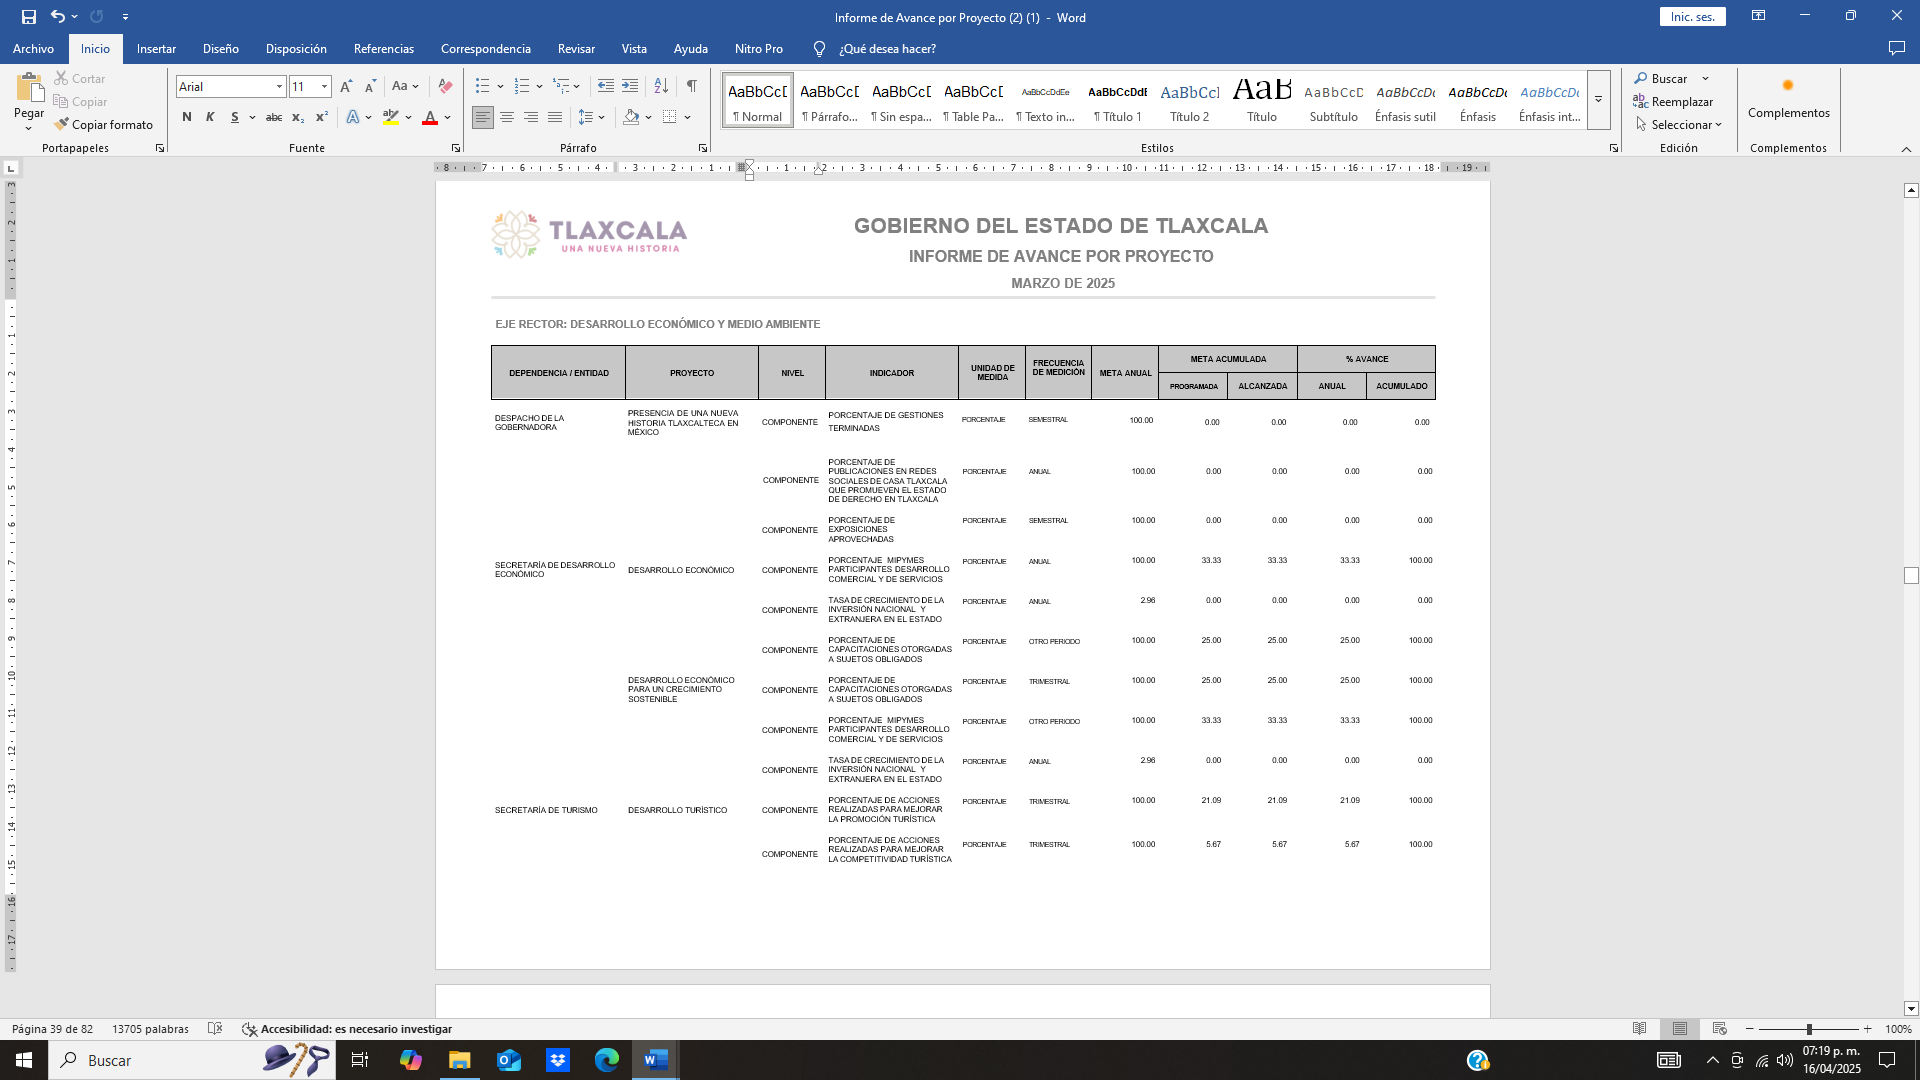 Informe de Avance por Proyecto (2) (1) - Word
Inic. ses.
Archivo Inicio Insertar Diseño Disposición Referencias Correspondencia Revisar Vista Ayuda Nitro Pro ¿Qué desea hacer?
Pegar
Cortar
Copiar
Copiar formato
Portapapeles
Arial 11
N K S abc x₂ x²
Fuente
Párrafo
AaBbCcD ¶ Normal
AaBbCcD ¶ Párrafo...
AaBbCcD ¶ Sin espa...
AaBbCcD ¶ Table Pa...
AaBbCcDdEe ¶ Texto in...
AaBbCcDdE ¶ Título 1
AaBbCcI Título 2
AaB Título
AaBbCcD Subtítulo
AaBbCcDc Énfasis sutil
AaBbCcDc Énfasis
AaBbCcDc Énfasis int...
Estilos
Buscar
Reemplazar
Seleccionar
Edición
Complementos
Complementos
TLAXCALA
UNA NUEVA HISTORIA
GOBIERNO DEL ESTADO DE TLAXCALA
INFORME DE AVANCE POR PROYECTO
MARZO DE 2025
EJE RECTOR: DESARROLLO ECONÓMICO Y MEDIO AMBIENTE
DEPENDENCIA / ENTIDAD PROYECTO NIVEL INDICADOR UNIDAD DE MEDIDA FRECUENCIA DE MEDICIÓN META ANUAL META ACUMULADA % AVANCE
PROGRAMADA ALCANZADA ANUAL ACUMULADO
DESPACHO DE LA GOBERNADORA PRESENCIA DE UNA NUEVA HISTORIA TLAXCALTECA EN MÉXICO COMPONENTE PORCENTAJE DE GESTIONES TERMINADAS PORCENTAJE SEMESTRAL 100.00 0.00 0.00 0.00 0.00
COMPONENTE PORCENTAJE DE PUBLICACIONES EN REDES SOCIALES DE CASA TLAXCALA QUE PROMUEVEN EL ESTADO DE DERECHO EN TLAXCALA PORCENTAJE ANUAL 100.00 0.00 0.00 0.00 0.00
COMPONENTE PORCENTAJE DE EXPOSICIONES APROVECHADAS PORCENTAJE SEMESTRAL 100.00 0.00 0.00 0.00 0.00
SECRETARÍA DE DESARROLLO ECONÓMICO DESARROLLO ECONÓMICO COMPONENTE PORCENTAJE MIPYMES PARTICIPANTES DESARROLLO COMERCIAL Y DE SERVICIOS PORCENTAJE ANUAL 100.00 33.33 33.33 33.33 100.00
COMPONENTE TASA DE CRECIMIENTO DE LA INVERSIÓN NACIONAL Y EXTRANJERA EN EL ESTADO PORCENTAJE ANUAL 2.96 0.00 0.00 0.00 0.00
COMPONENTE PORCENTAJE DE CAPACITACIONES OTORGADAS A SUJETOS OBLIGADOS PORCENTAJE OTRO PERIODO 100.00 25.00 25.00 25.00 100.00
DESARROLLO ECONÓMICO PARA UN CRECIMIENTO SOSTENIBLE COMPONENTE PORCENTAJE DE CAPACITACIONES OTORGADAS A SUJETOS OBLIGADOS PORCENTAJE TRIMESTRAL 100.00 25.00 25.00 25.00 100.00
COMPONENTE PORCENTAJE MIPYMES PARTICIPANTES DESARROLLO COMERCIAL Y DE SERVICIOS PORCENTAJE OTRO PERIODO 100.00 33.33 33.33 33.33 100.00
COMPONENTE TASA DE CRECIMIENTO DE LA INVERSIÓN NACIONAL Y EXTRANJERA EN EL ESTADO PORCENTAJE ANUAL 2.96 0.00 0.00 0.00 0.00
SECRETARÍA DE TURISMO DESARROLLO TURÍSTICO COMPONENTE PORCENTAJE DE ACCIONES REALIZADAS PARA MEJORAR LA PROMOCIÓN TURÍSTICA PORCENTAJE TRIMESTRAL 100.00 21.09 21.09 21.09 100.00
COMPONENTE PORCENTAJE DE ACCIONES REALIZADAS PARA MEJORAR LA COMPETITIVIDAD TURÍSTICA PORCENTAJE TRIMESTRAL 100.00 5.67 5.67 5.67 100.00
Página 39 de 82 13705 palabras Accesibilidad: es necesario investigar 100%
Buscar
07:19 p. m.
16/04/2025